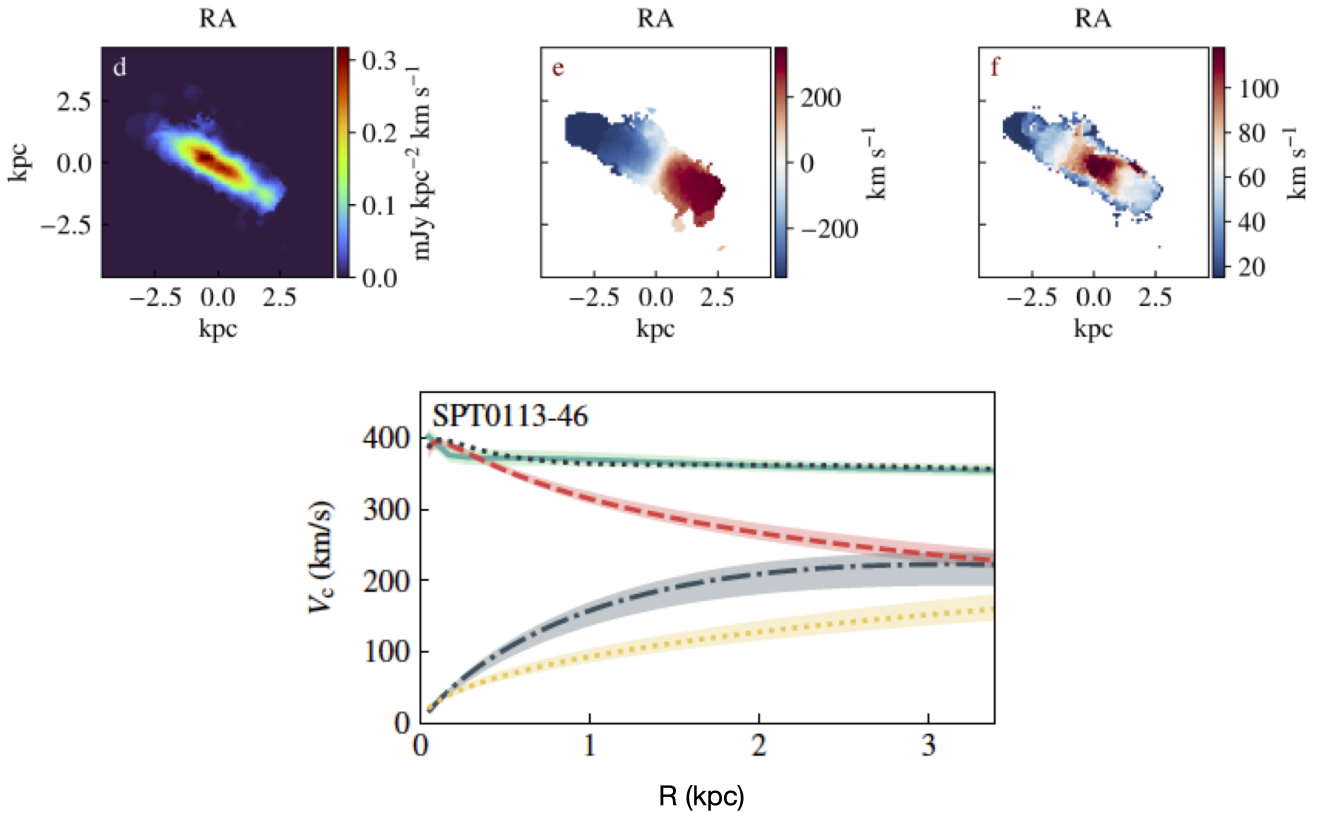 RA RA RA
d e f
2.5
0.0
−2.5
kpc
−2.5 0.0 2.5
kpc
0.3
0.2
0.1
0.0
mJy kpc⁻² km s⁻¹
200
0
−200
km s⁻¹
−2.5 0.0 2.5
kpc
100
80
60
40
20
km s⁻¹
−2.5 0.0 2.5
kpc
SPT0113-46
400
300
200
100
0
Vc (km/s)
0 1 2 3
R (kpc)